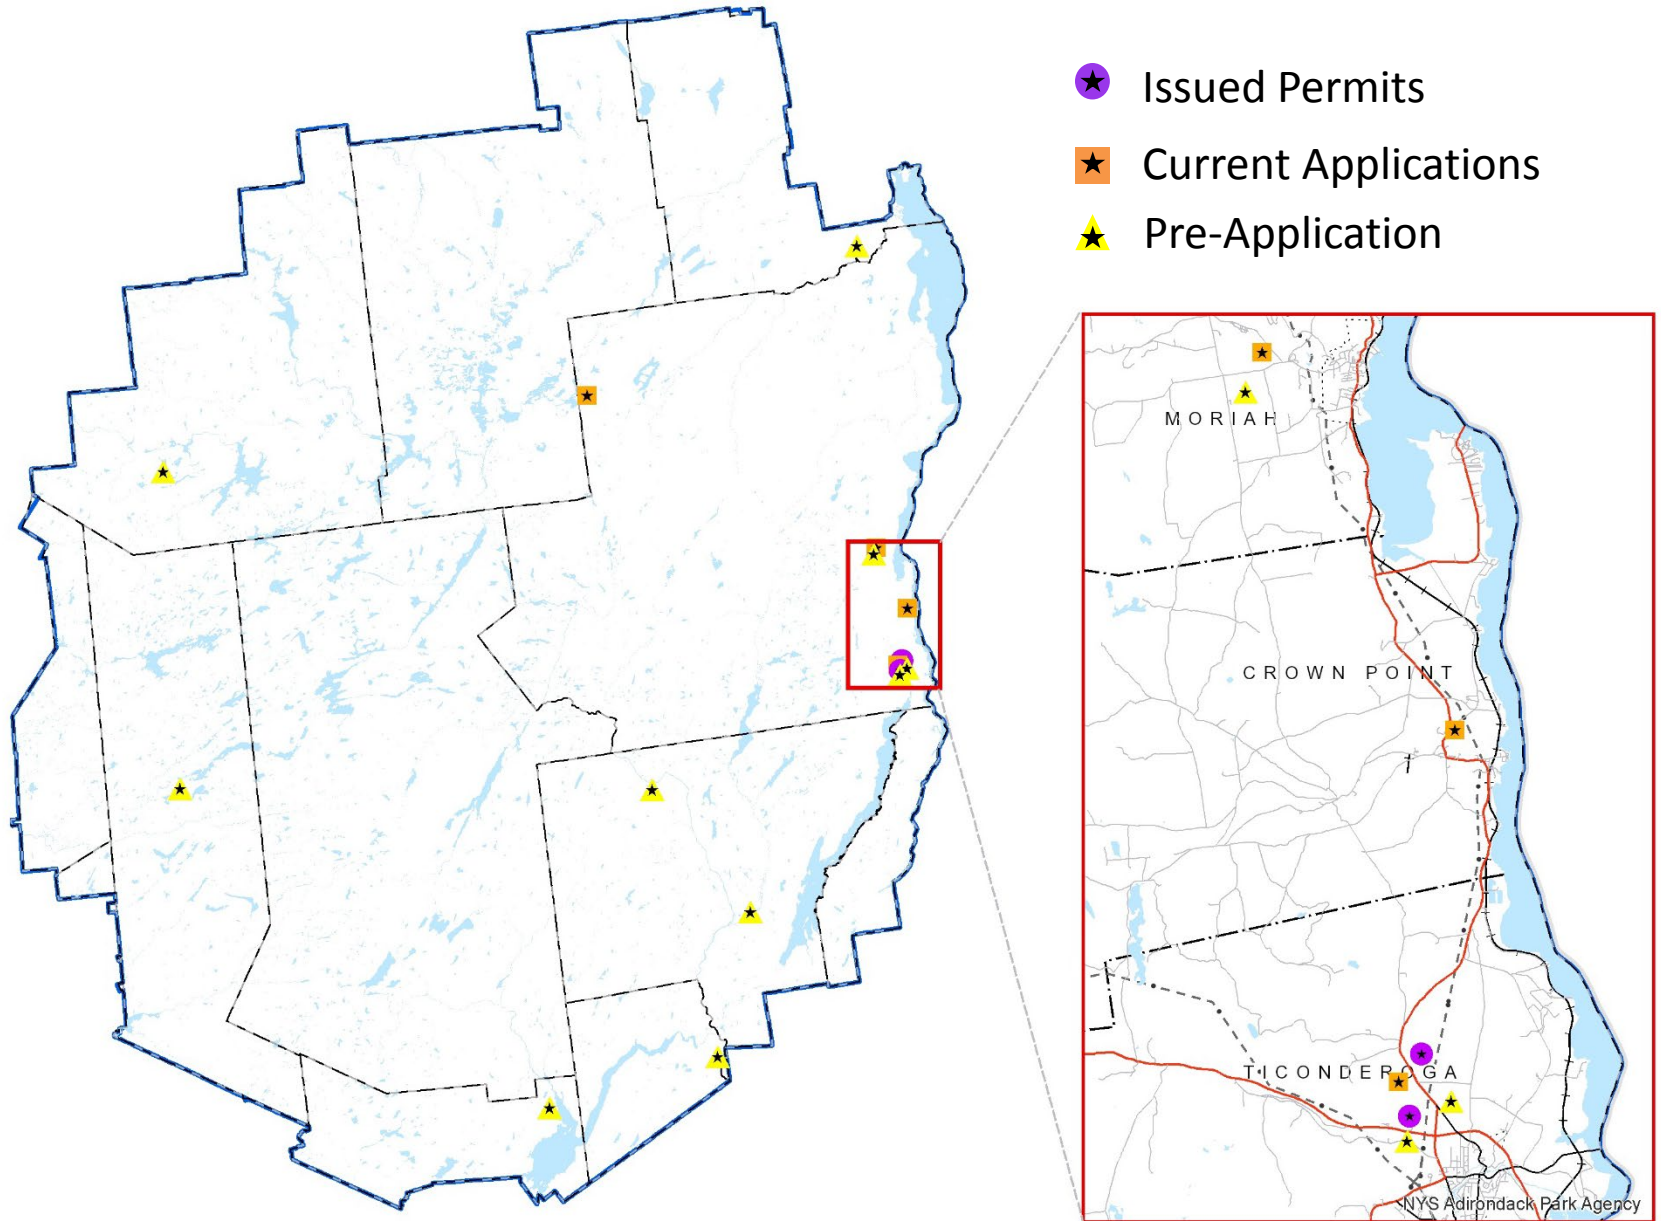 Issued Permits
Current Applications
Pre-Application
MORIAH
CROWN POINT
TICONDEROGA
NYS Adirondack Park Agency